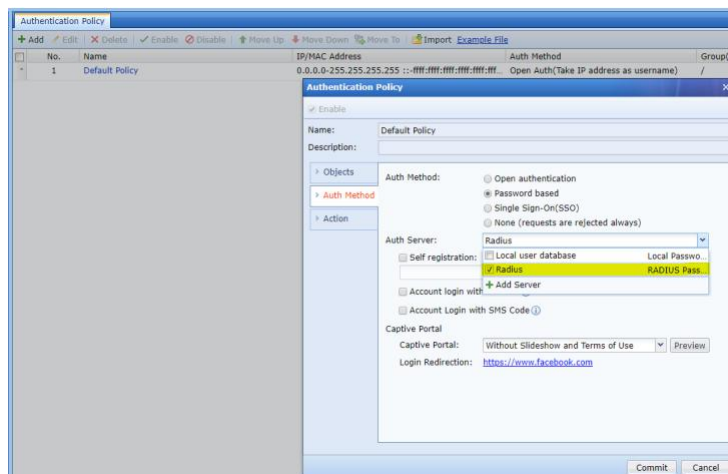 Authentication Policy
Add Edit Delete Enable Disable Move Up Move Down Move To Import Example File
No. Name IP/MAC Address Auth Method Group(
1 Default Policy 0.0.0.0-255.255.255.255 ::-ffff:ffff:ffff:ffff:ffff:fff... Open Auth(Take IP address as username) /
Authentication Policy
Enable
Name: Default Policy
Description:
Objects
Auth Method
Action
Auth Method:
Open authentication
Password based
Single Sign-On(SSO)
None (requests are rejected always)
Auth Server: Radius
Local user database Local Passwo...
Radius RADIUS Pass...
Add Server
Self registration:
Account login with
Account Login with SMS Code
Captive Portal
Captive Portal: Without Slideshow and Terms of Use Preview
Login Redirection: https://www.facebook.com
Commit Cancel